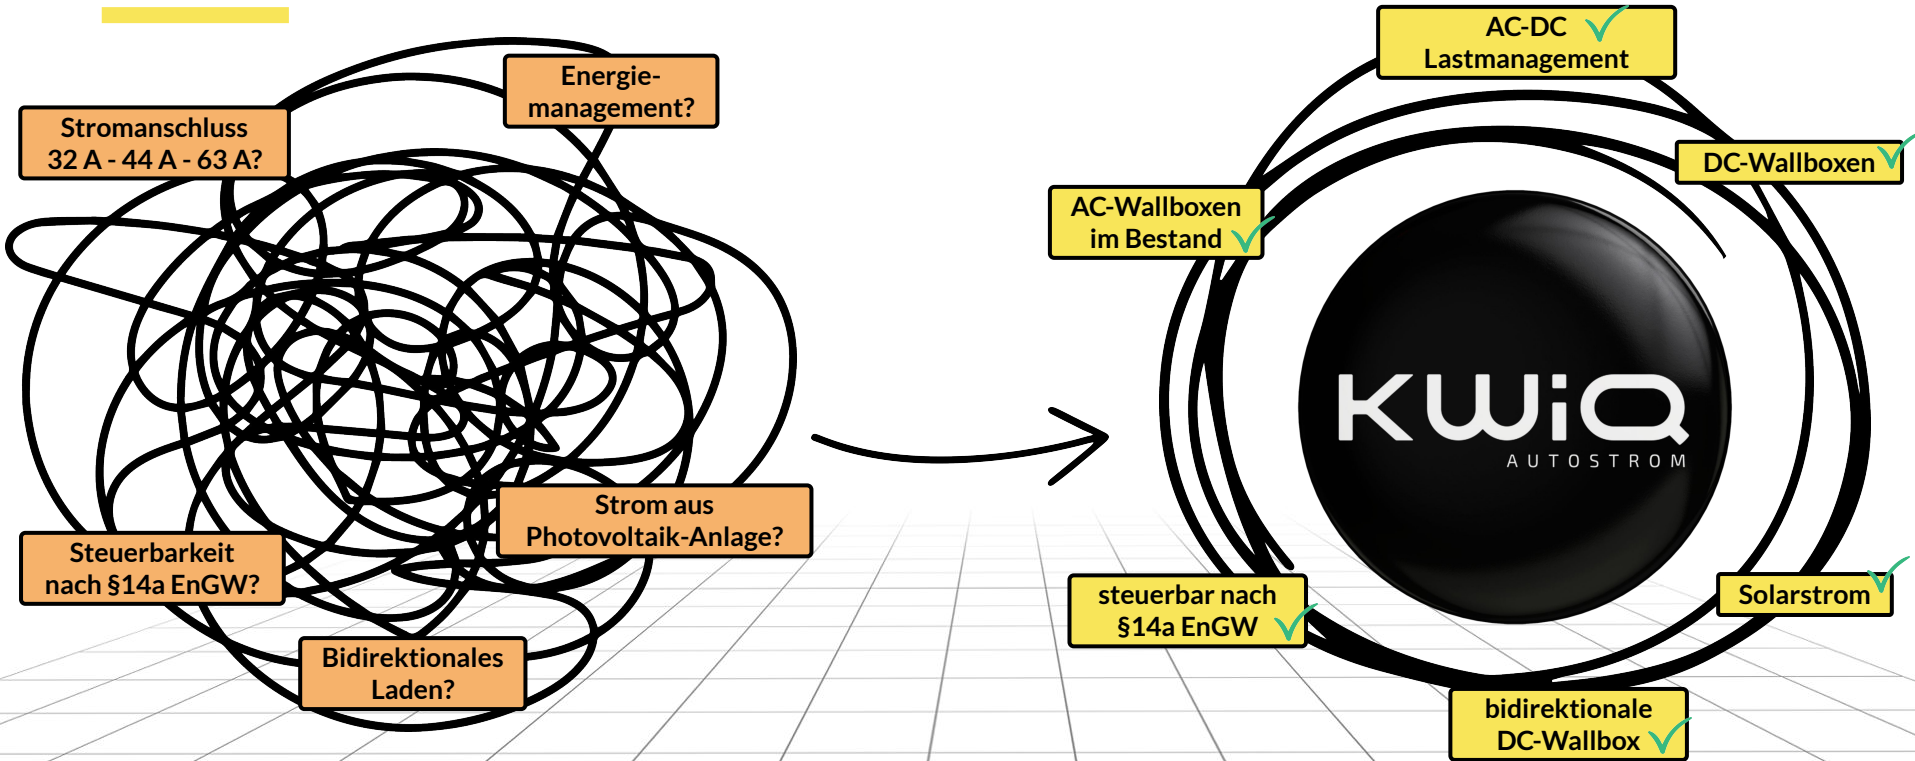 Energie-
management?
Stromanschluss
32 A - 44 A - 63 A?
Strom aus
Photovoltaik-Anlage?
Steuerbarkeit
nach §14a EnGW?
Bidirektionales
Laden?
AC-DC
Lastmanagement
DC-Wallboxen
AC-Wallboxen
im Bestand
KWiQ
AUTOSTROM
steuerbar nach
§14a EnGW
Solarstrom
bidirektionale
DC-Wallbox